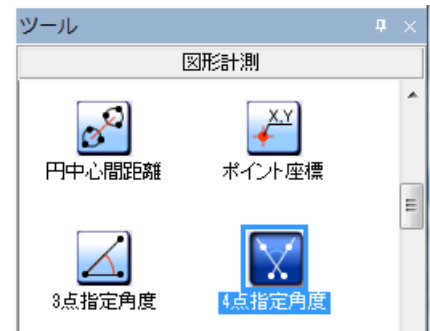 ツール
図形計測
X,Y
円中心間距離
ポイント座標
3点指定角度
4点指定角度